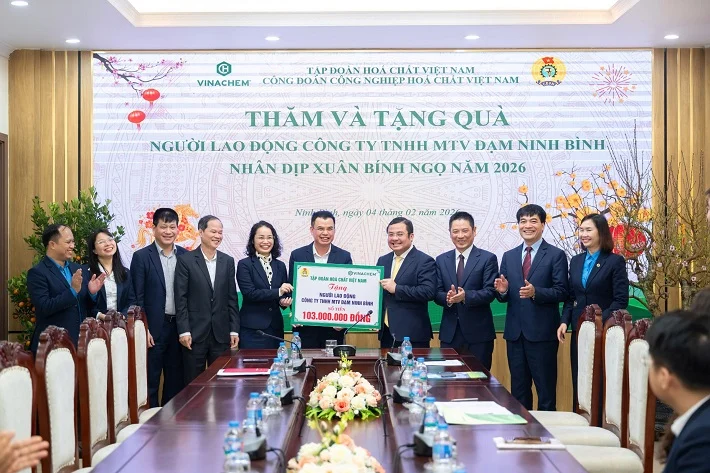 VINACHEM
TẬP ĐOÀN HOÁ CHẤT VIỆT NAM
CÔNG ĐOÀN CÔNG NGHIỆP HOÁ CHẤT VIỆT NAM
THĂM VÀ TẶNG QUÀ
NGƯỜI LAO ĐỘNG CÔNG TY TNHH MTV ĐẠM NINH BÌNH
NHÂN DỊP XUÂN BÍNH NGỌ NĂM 2026
Ninh Bình, ngày 04 tháng 02 năm 2026
VINACHEM
TẬP ĐOÀN HÓA CHẤT VIỆT NAM
Tặng
NGƯỜI LAO ĐỘNG
CÔNG TY TNHH MTV ĐẠM NINH BÌNH
SỐ TIỀN
103.000.000 ĐỒNG